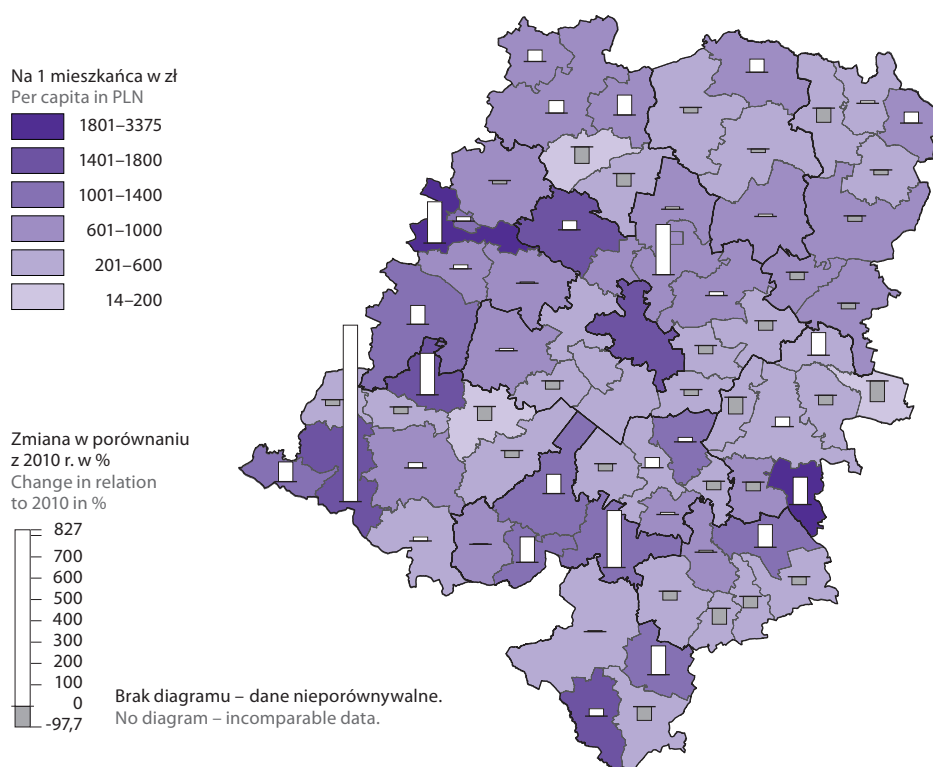 Na 1 mieszkańca w zł
Per capita in PLN
1801–3375
1401–1800
1001–1400
601–1000
201–600
14–200
Zmiana w porównaniu
z 2010 r. w %
Change in relation
to 2010 in %
827
700
600
500
400
300
200
100
0
-97,7
Brak diagramu – dane nieporównywalne.
No diagram – incomparable data.